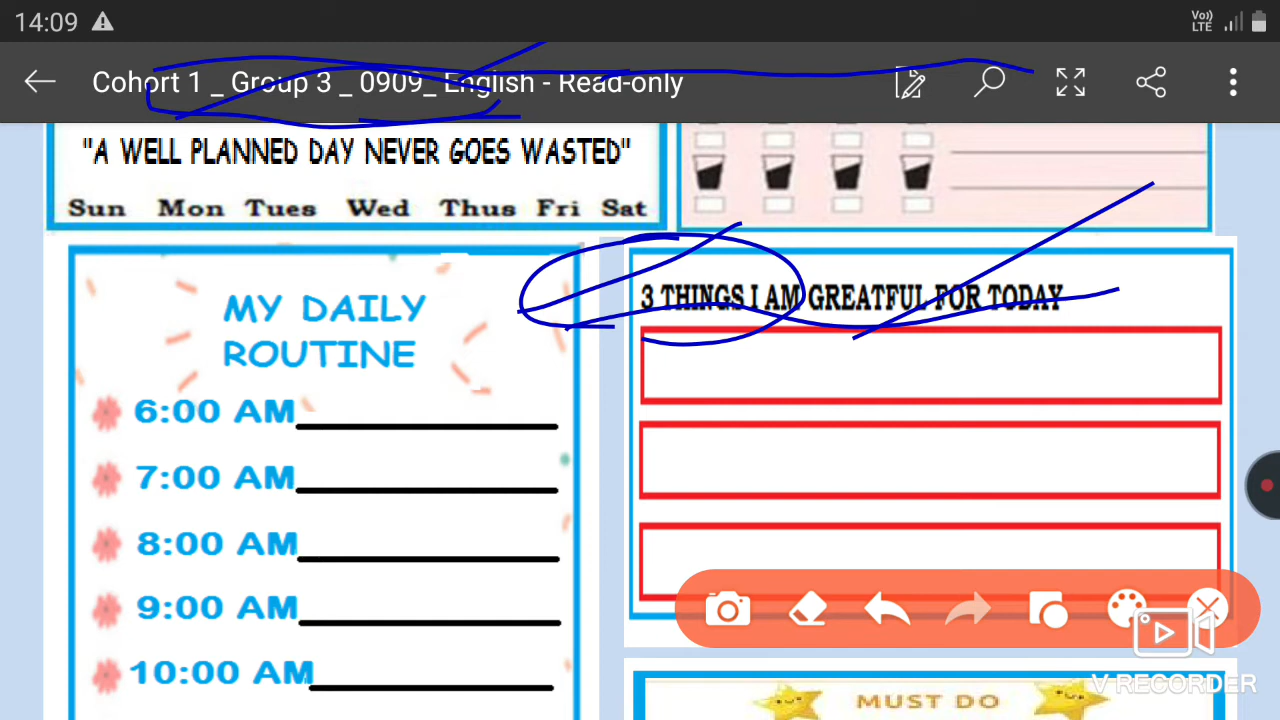 14:09
Vo) LTE
Cohort 1 _ Group 3 _ 0909_ English - Read-only
"A WELL PLANNED DAY NEVER GOES WASTED"
Sun Mon Tues Wed Thus Fri Sat
MY DAILY
ROUTINE
6:00 AM
7:00 AM
8:00 AM
9:00 AM
10:00 AM
3 THINGS I AM GREATFUL FOR TODAY
MUST DO
V RECORDER